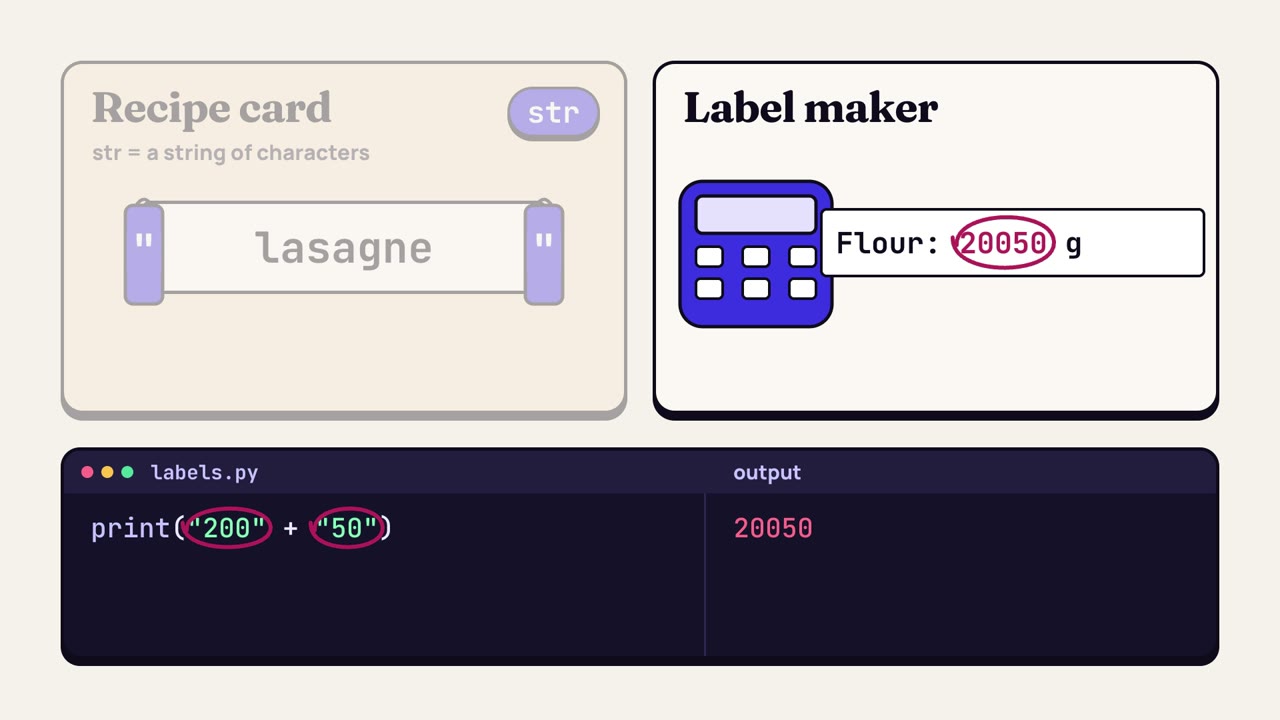 Recipe card
str
str = a string of characters
" lasagne "
Label maker
Flour: 20050 g
labels.py
output
print("200" + "50")
20050